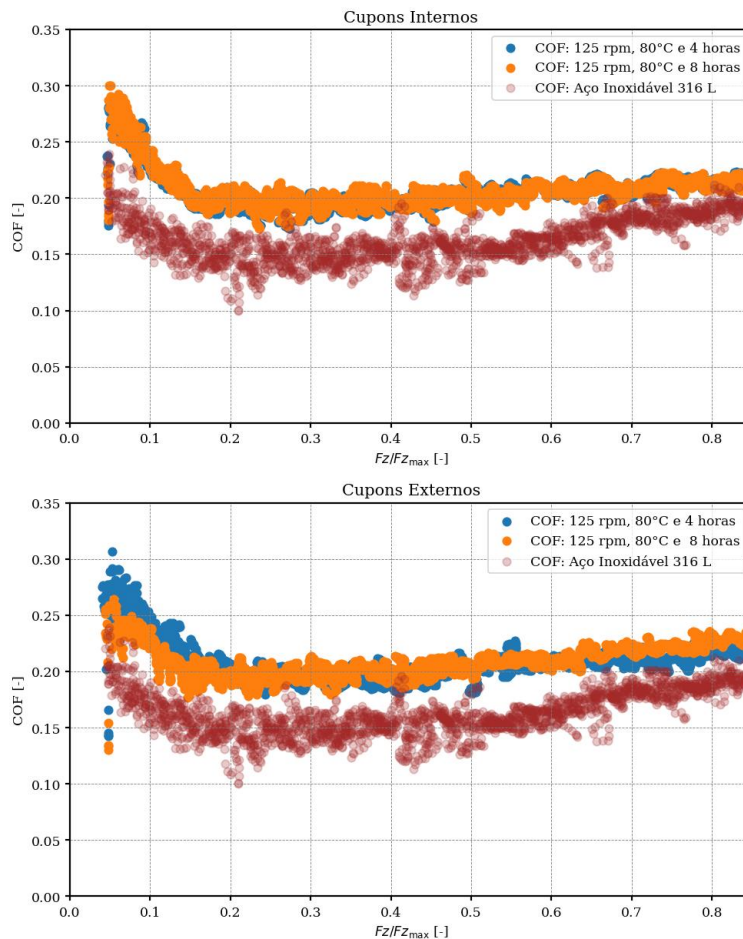 Cupons Internos
0.35
0.30
0.25
0.20
0.15
0.10
0.05
0.00
COF [-]
COF: 125 rpm, 80°C e 4 horas
COF: 125 rpm, 80°C e 8 horas
COF: Aço Inoxidável 316 L
0.0 0.1 0.2 0.3 0.4 0.5 0.6 0.7 0.8
Fz/Fz_max [-]
Cupons Externos
0.35
0.30
0.25
0.20
0.15
0.10
0.05
0.00
COF [-]
COF: 125 rpm, 80°C e 4 horas
COF: 125 rpm, 80°C e  8 horas
COF: Aço Inoxidável 316 L
0.0 0.1 0.2 0.3 0.4 0.5 0.6 0.7 0.8
Fz/Fz_max [-]